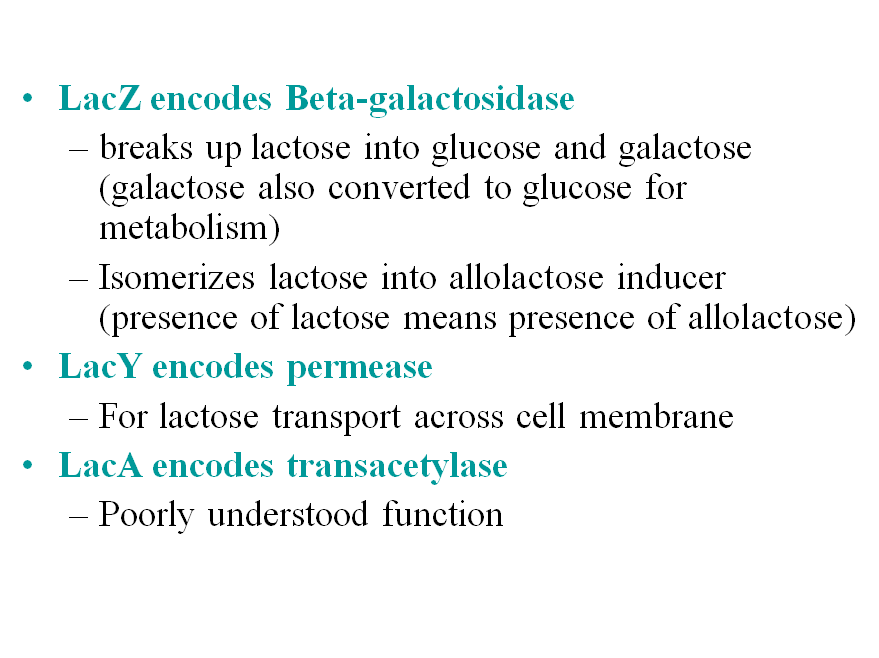 • LacZ encodes Beta-galactosidase
– breaks up lactose into glucose and galactose
(galactose also converted to glucose for
metabolism)
– Isomerizes lactose into allolactose inducer
(presence of lactose means presence of allolactose)
• LacY encodes permease
– For lactose transport across cell membrane
• LacA encodes transacetylase
– Poorly understood function